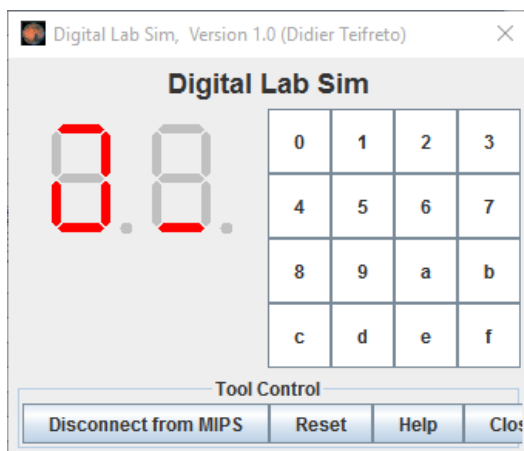 Digital Lab Sim, Version 1.0 (Didier Teifreto)
Digital Lab Sim
0 1 2 3
4 5 6 7
8 9 a b
c d e f
Tool Control
Disconnect from MIPS Reset Help Clos